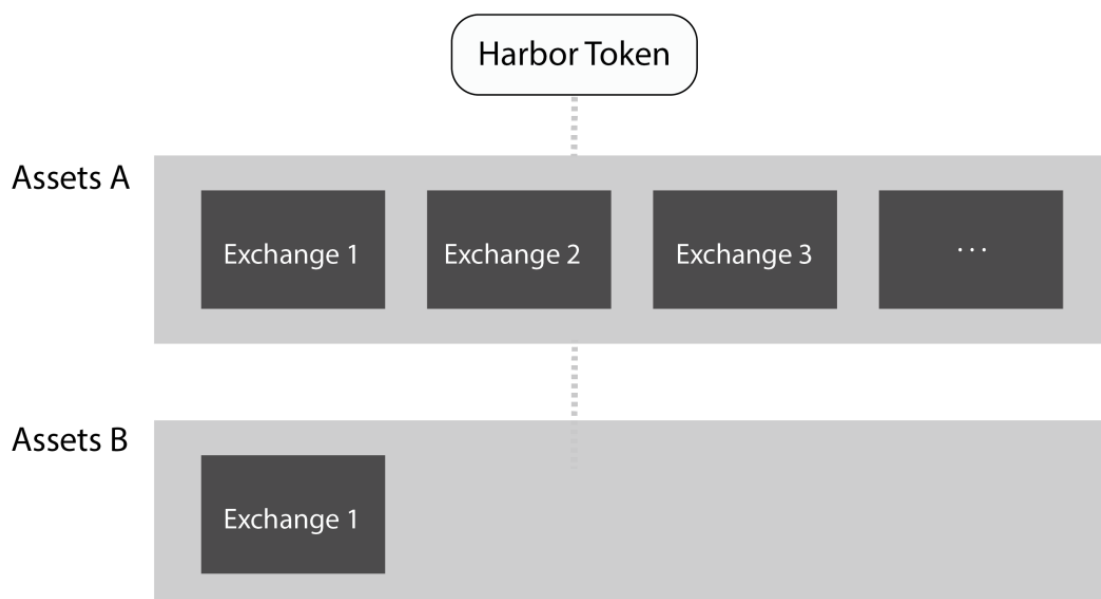 Harbor Token
Assets A
Exchange 1
Exchange 2
Exchange 3
...
Assets B
Exchange 1